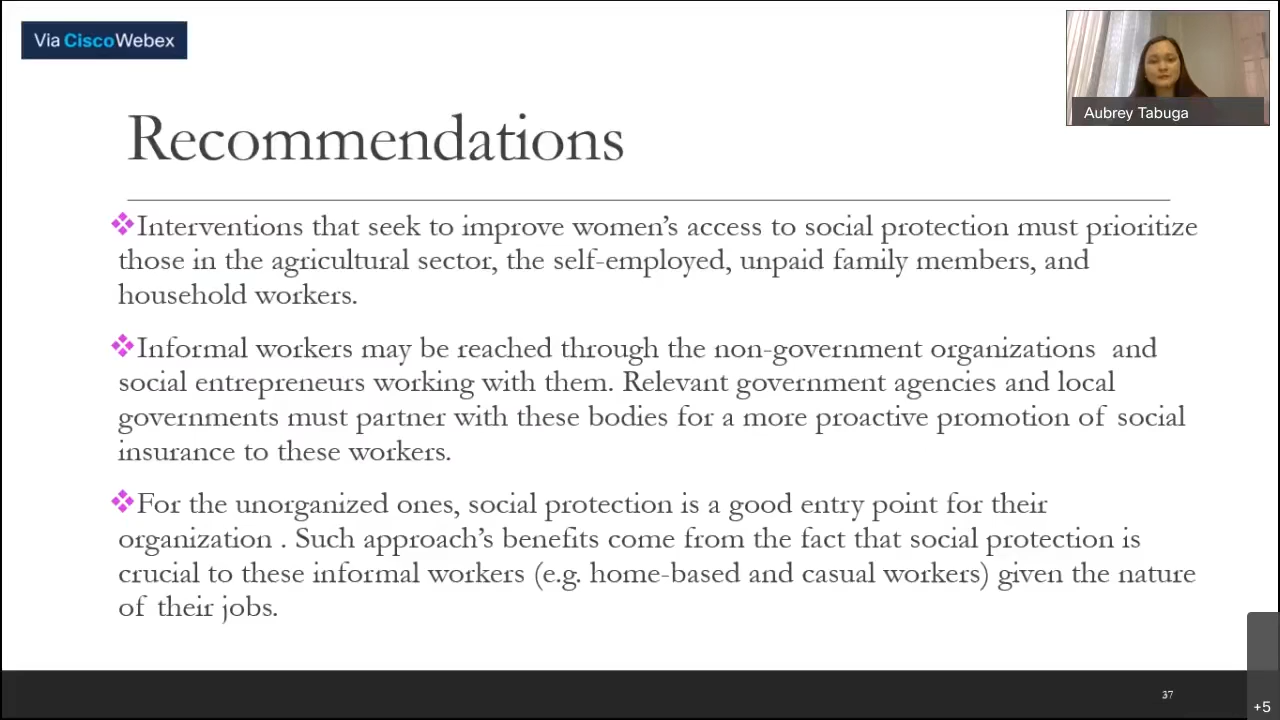 Via CiscoWebex
Aubrey Tabuga
Recommendations
❖Interventions that seek to improve women’s access to social protection must prioritize
those in the agricultural sector, the self-employed, unpaid family members, and
household workers.
❖Informal workers may be reached through the non-government organizations and
social entrepreneurs working with them. Relevant government agencies and local
governments must partner with these bodies for a more proactive promotion of social
insurance to these workers.
❖For the unorganized ones, social protection is a good entry point for their
organization . Such approach’s benefits come from the fact that social protection is
crucial to these informal workers (e.g. home-based and casual workers) given the nature
of their jobs.
37
+5